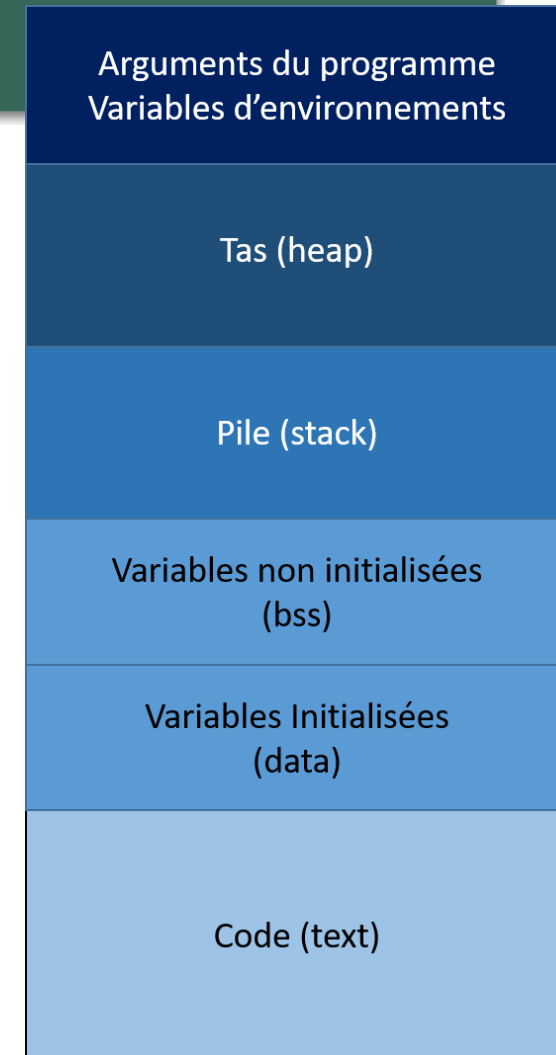 Arguments du programme
Variables d’environnements
Tas (heap)
Pile (stack)
Variables non initialisées
(bss)
Variables Initialisées
(data)
Code (text)